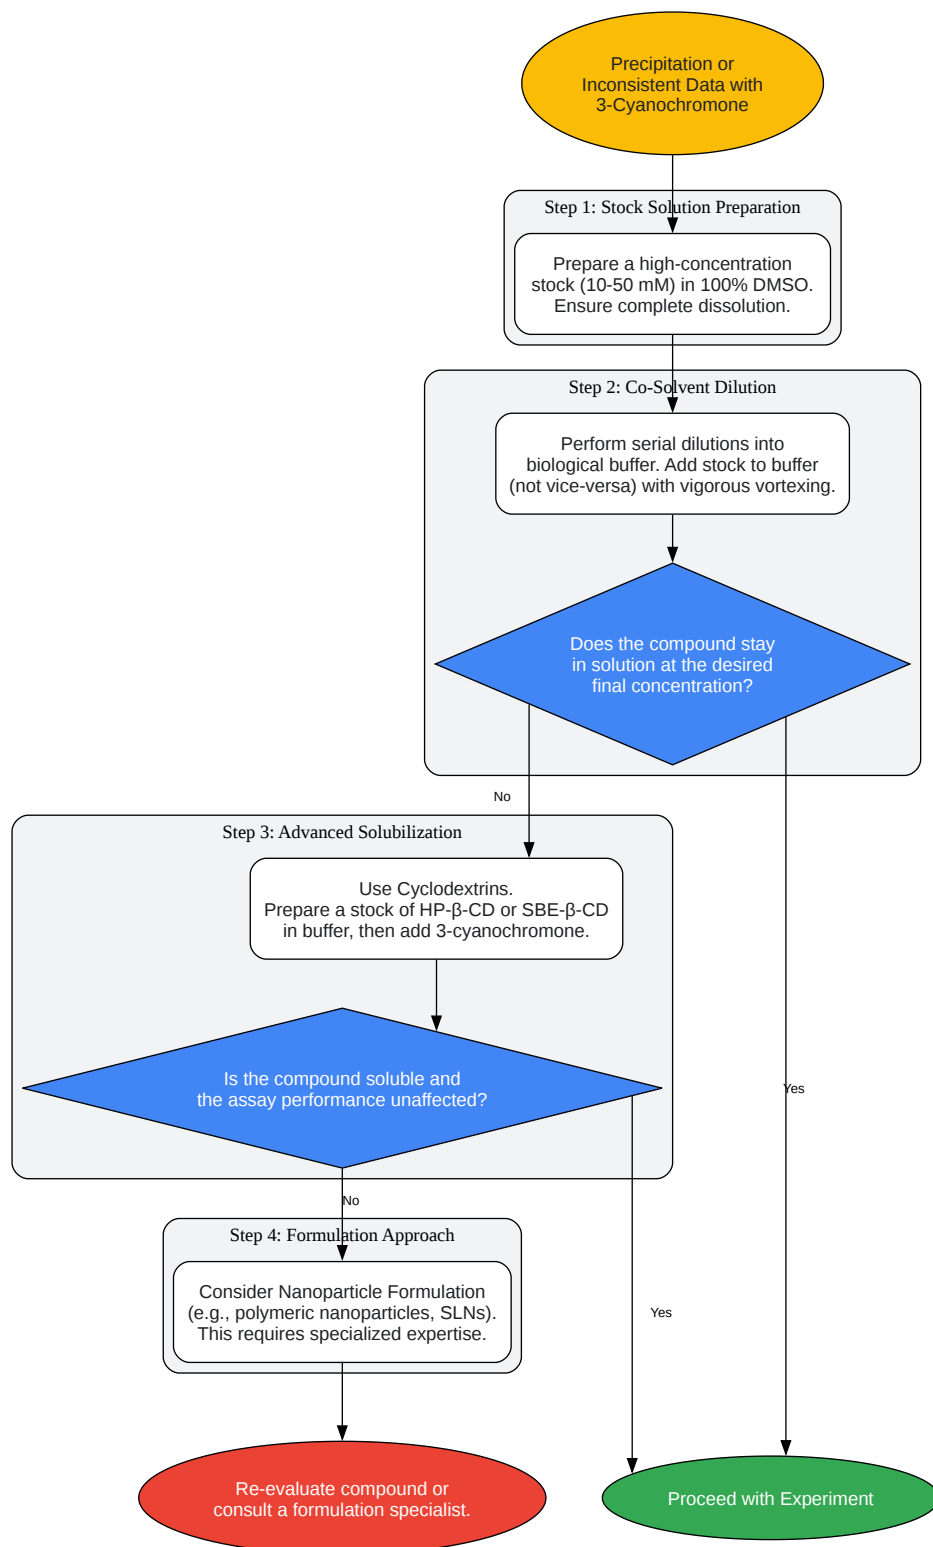 Precipitation or
Inconsistent Data with
3-Cyanochromone
Step 1: Stock Solution Preparation
Prepare a high-concentration
stock (10-50 mM) in 100% DMSO.
Ensure complete dissolution.
Step 2: Co-Solvent Dilution
Perform serial dilutions into
biological buffer. Add stock to buffer
(not vice-versa) with vigorous vortexing.
Does the compound stay
in solution at the desired
final concentration?
No
Step 3: Advanced Solubilization
Use Cyclodextrins.
Prepare a stock of HP-β-CD or SBE-β-CD
in buffer, then add 3-cyanochromone.
Is the compound soluble and
the assay performance unaffected?
Yes
No
Step 4: Formulation Approach
Consider Nanoparticle Formulation
(e.g., polymeric nanoparticles, SLNs).
This requires specialized expertise.
Yes
Re-evaluate compound or
consult a formulation specialist.
Proceed with Experiment